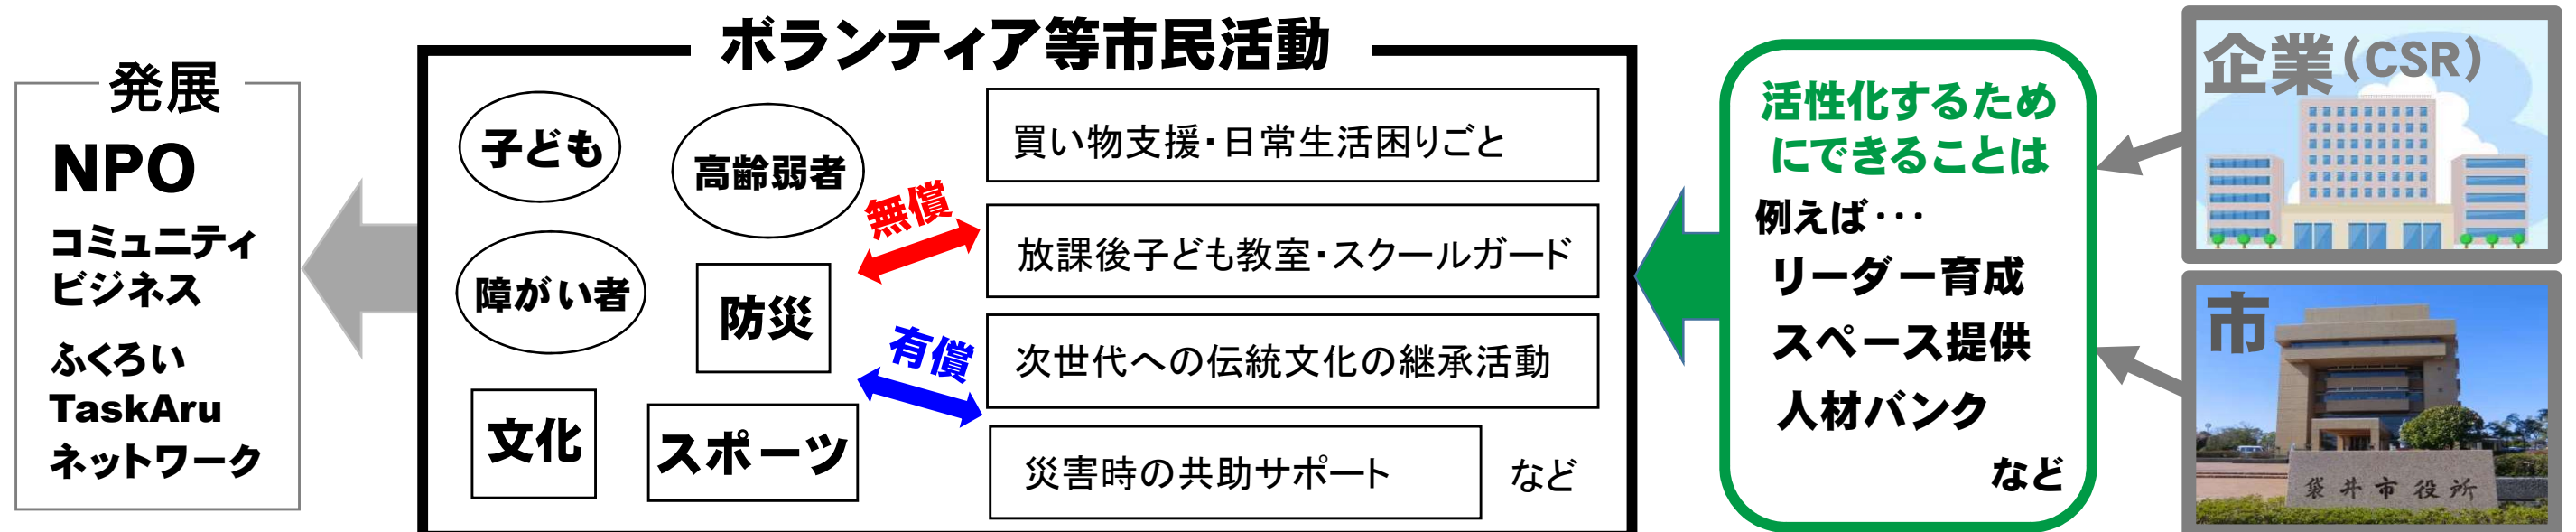 発展
NPO
コミュニティ
ビジネス
ふくろい
TaskAru
ネットワーク
ボランティア等市民活動
子ども
高齢弱者
障がい者
防災
文化
スポーツ
無償
有償
買い物支援・日常生活困りごと
放課後子ども教室・スクールガード
次世代への伝統文化の継承活動
災害時の共助サポート
など
活性化するため
にできることは
例えば･･･
リーダー育成
スペース提供
人材バンク
など
企業(CSR)
市
袋井市役所